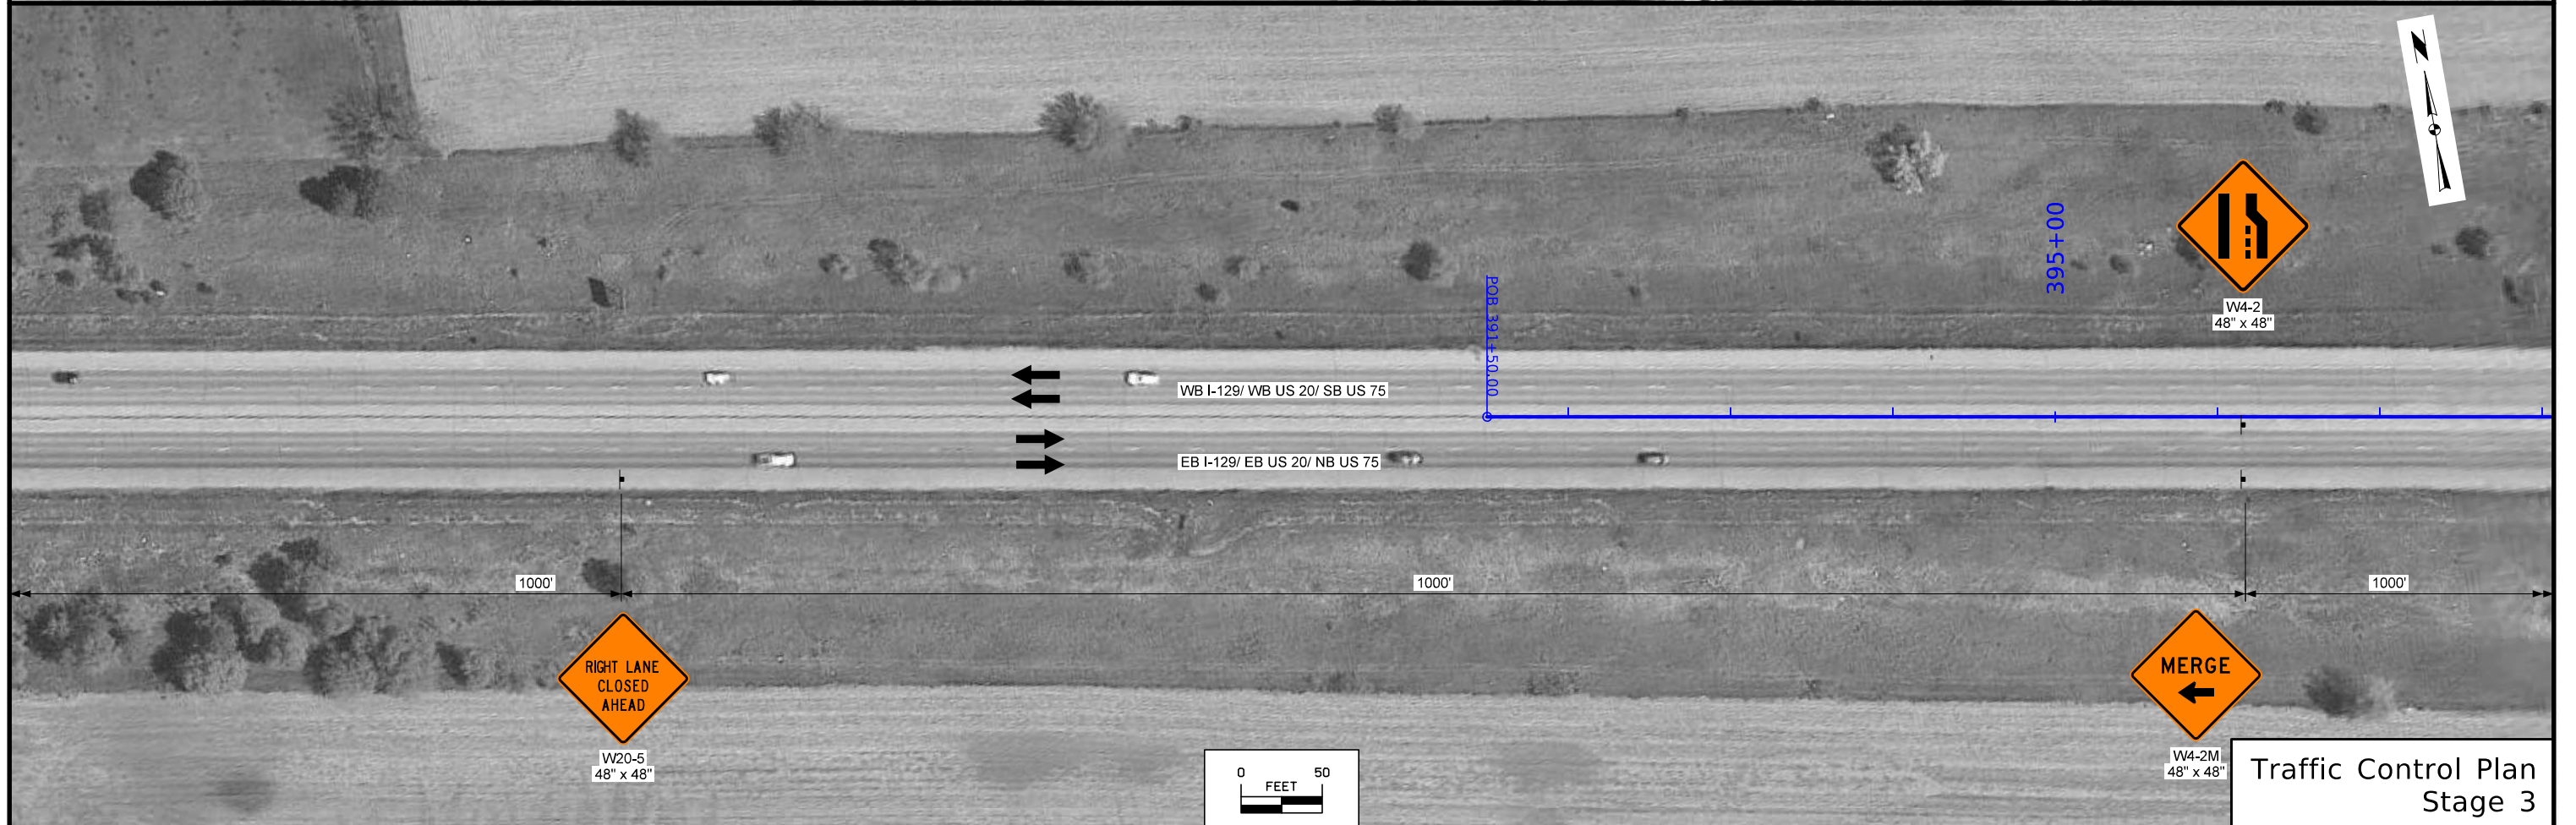 N
395+00
W4-2
48" x 48"
POB 391+50.00
WB I-129/ WB US 20/ SB US 75
EB I-129/ EB US 20/ NB US 75
1000'
1000'
1000'
RIGHT LANE
CLOSED
AHEAD
W20-5
48" x 48"
MERGE
W4-2M
48" x 48"
0 50
FEET
Traffic Control Plan
Stage 3